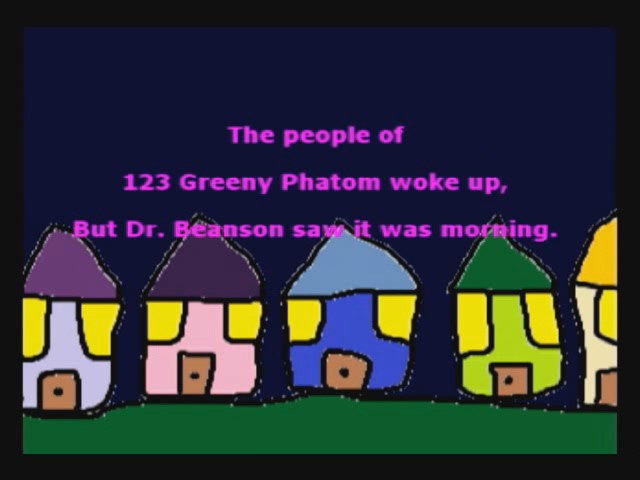 The people of
123 Greeny Phatom woke up,
But Dr. Beanson saw it was morning.